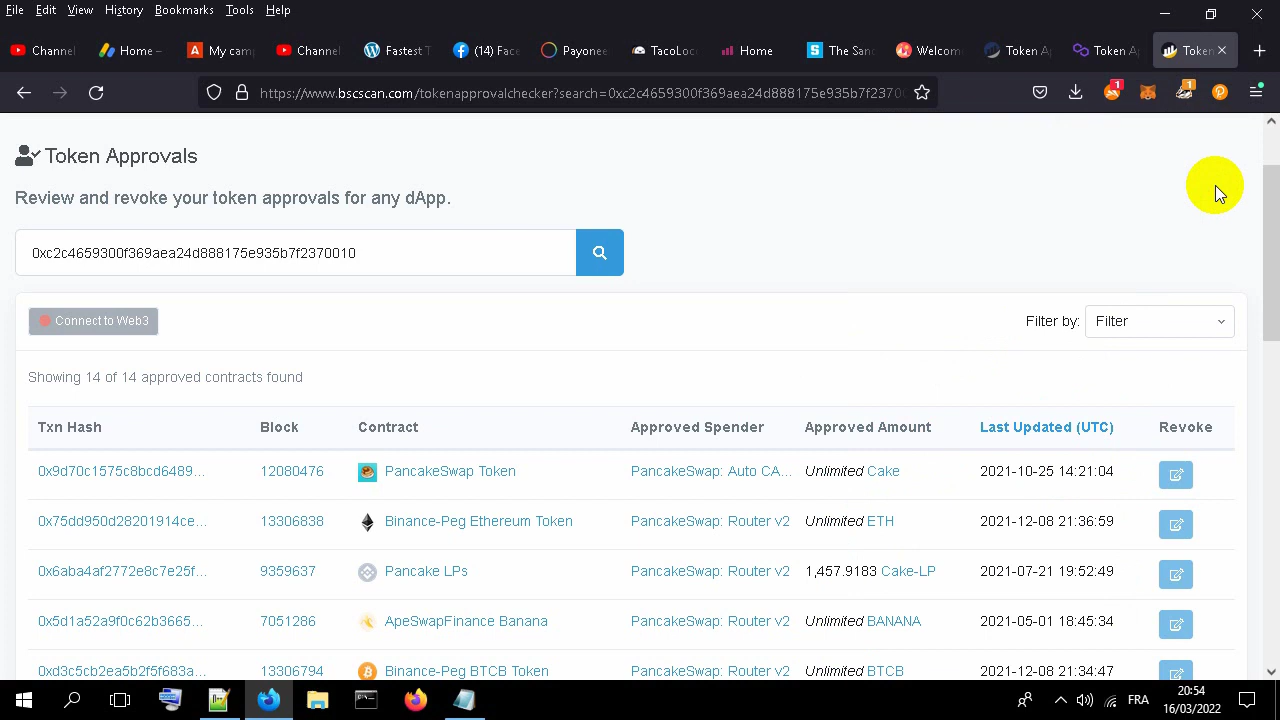 File Edit View History Bookmarks Tools Help
Channel Home – My camp Channel Fastest T (14) Face Payonee TacoLoc Home The San Welcom Token Ap Token Ap Token
https://www.bscscan.com/tokenapprovalchecker?search=0xc2c4659300f369aea24d888175e935b7f2370
1 1
Token Approvals
Review and revoke your token approvals for any dApp.
0xc2c4659300f369aea24d888175e935b7f2370010
Connect to Web3 Filter by: Filter
Showing 14 of 14 approved contracts found
Txn Hash Block Contract Approved Spender Approved Amount Last Updated (UTC) Revoke
0x9d70c1575c8bcd6489... 12080476 PancakeSwap Token PancakeSwap: Auto CA... Unlimited Cake 2021-10-25 14:21:04
0x75dd950d28201914ce... 13306838 Binance-Peg Ethereum Token PancakeSwap: Router v2 Unlimited ETH 2021-12-08 21:36:59
0x6aba4af2772e8c7e25f... 9359637 Pancake LPs PancakeSwap: Router v2 1,457.9183 Cake-LP 2021-07-21 19:52:49
0x5d1a52a9f0c62b3665... 7051286 ApeSwapFinance Banana PancakeSwap: Router v2 Unlimited BANANA 2021-05-01 18:45:34
0xd3c5cb2ea5b2f5f683a... 13306794 Binance-Peg BTCB Token PancakeSwap: Router v2 Unlimited BTCB 2021-12-08 21:34:47
FRA
20:54
16/03/2022